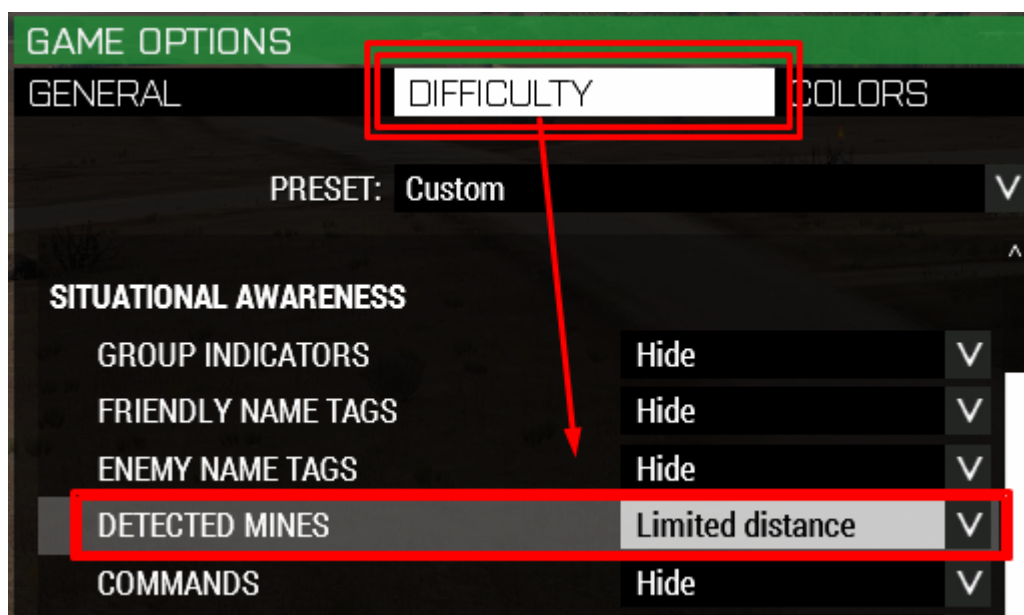 GAME OPTIONS
GENERAL DIFFICULTY COLORS
PRESET: Custom
SITUATIONAL AWARENESS
GROUP INDICATORS Hide
FRIENDLY NAME TAGS Hide
ENEMY NAME TAGS Hide
DETECTED MINES Limited distance
COMMANDS Hide